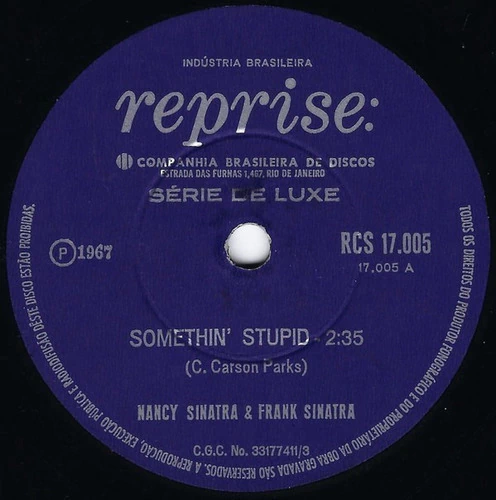 INDÚSTRIA BRASILEIRA
reprise:
COMPANHIA BRASILEIRA DE DISCOS
ESTRADA DAS FURNAS 1,467, RIO DE JANEIRO
SÉRIE DE LUXE
P 1967
RCS 17.005
17.005 A
SOMETHIN' STUPID - 2:35
(C. Carson Parks)
NANCY SINATRA & FRANK SINATRA
C.G.C. No. 33177411/3
TODOS OS DIREITOS DO PRODUTOR FONOGRÁFICO E DO PROPRIETÁRIO DA OBRA GRAVADA SÃO RESERVADOS. A REPRODUÇÃO, EXECUÇÃO PÚBLICA E RADIODIFUSÃO DESTE DISCO ESTÃO PROIBIDAS.